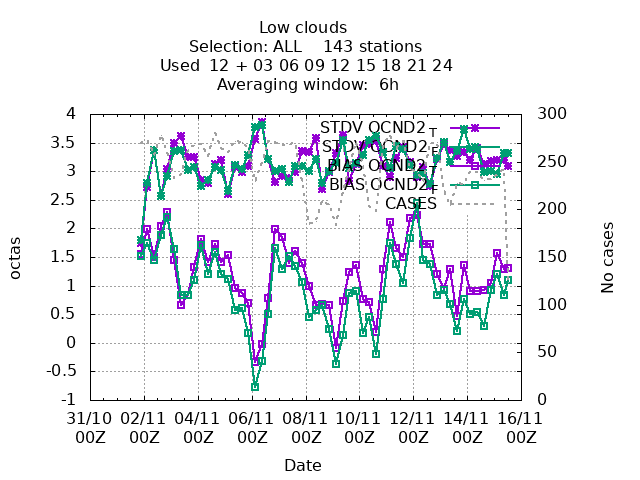 Low clouds
Selection: ALL 143 stations
Used 12 + 03 06 09 12 15 18 21 24
Averaging window: 6h
4
3.5
3
2.5
2
1.5
1
0.5
0
-0.5
-1
300
250
200
150
100
50
0
STDV OCND2 T
STDV OCND2
BIAS OCND2
BIAS OCND2
CASES
octas
No cases
31/10 02/11 04/11 06/11 08/11 10/11 12/11 14/11 16/11
00Z 00Z 00Z 00Z 00Z 00Z 00Z 00Z 00Z
Date